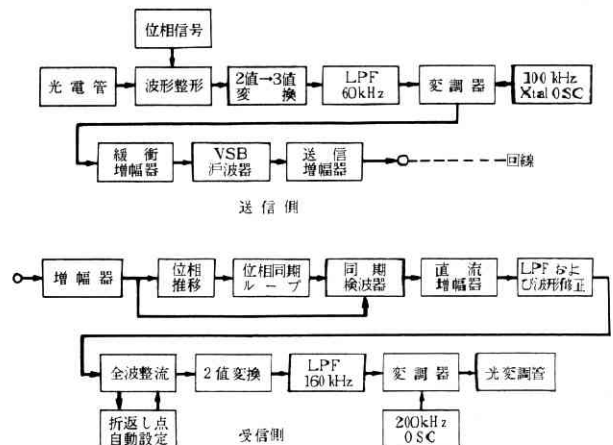 位相信号
光電管
波形整形
2値→3値
変換
LPF
60kHz
変調器
100 kHz
Xtal OSC
緩衝
増幅器
VSB
沪波器
送信
増幅器
回線
送信側
増幅器
位相
推移
位相同期
ループ
同期
検波器
直流
増幅器
LPFおよ
び波形修正
全波整流
2値変換
LPF
160kHz
変調器
光変調管
折返し点
自動設定
受信側
200kHz
OSC